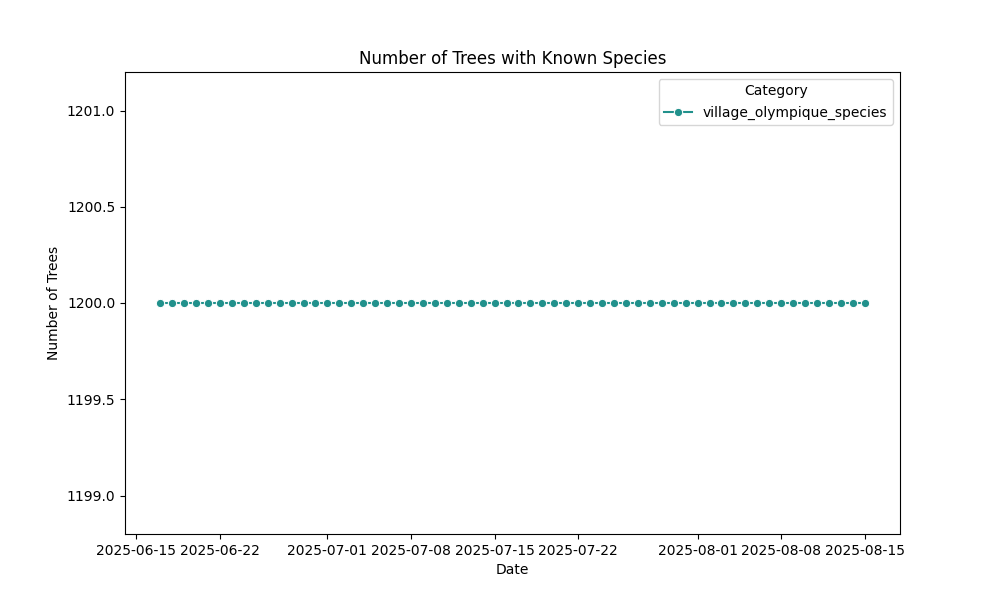 Number of Trees with Known Species
Category
village_olympique_species
1201.0
1200.5
1200.0
1199.5
1199.0
Number of Trees
2025-06-15 2025-06-22 2025-07-01 2025-07-08 2025-07-15 2025-07-22 2025-08-01 2025-08-08 2025-08-15
Date